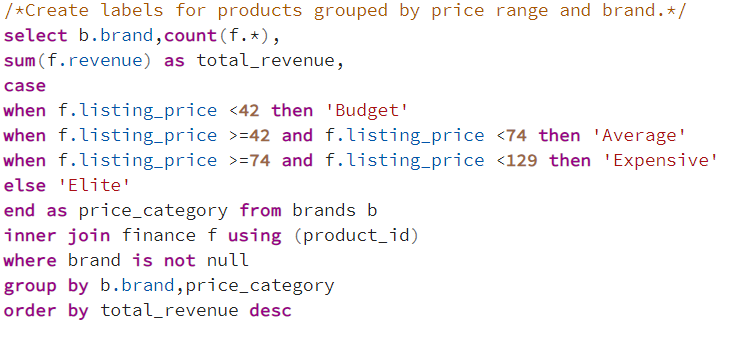 /*Create labels for products grouped by price range and brand.*/
select b.brand,count(f.*),
sum(f.revenue) as total_revenue,
case
when f.listing_price <42 then 'Budget'
when f.listing_price >=42 and f.listing_price <74 then 'Average'
when f.listing_price >=74 and f.listing_price <129 then 'Expensive'
else 'Elite'
end as price_category from brands b
inner join finance f using (product_id)
where brand is not null
group by b.brand,price_category
order by total_revenue desc